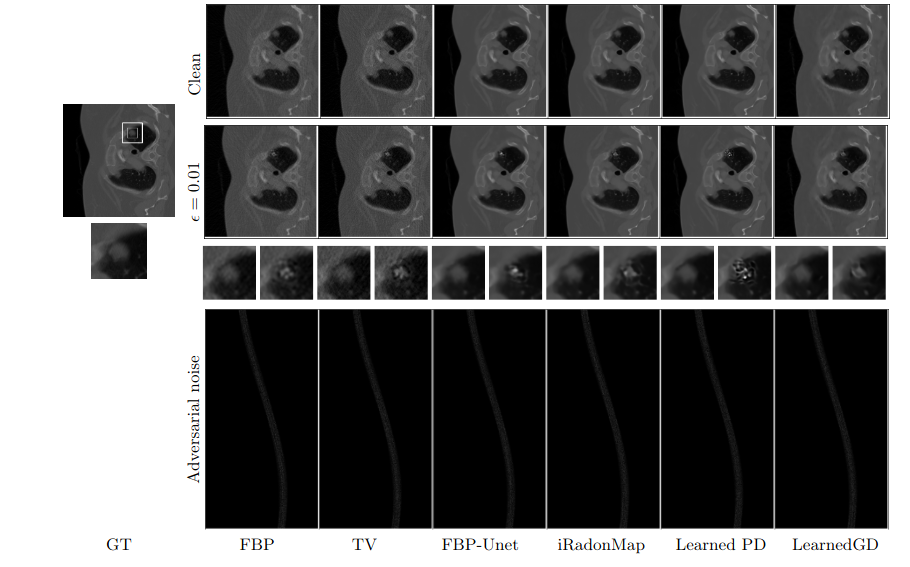 Clean
ϵ = 0.01
Adversarial noise
GT
FBP
TV
FBP-Unet
iRadonMap
Learned PD
LearnedGD